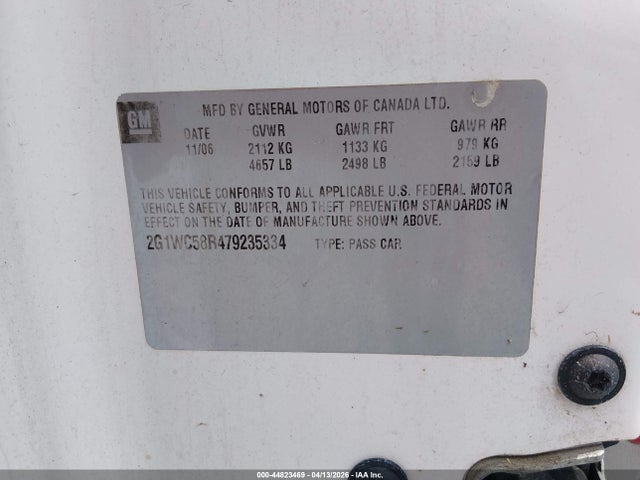 GM
MFD BY GENERAL MOTORS OF CANADA LTD.
DATE GVWR GAWR FRT GAWR RR
11/06 2112 KG 1133 KG 979 KG
4657 LB 2498 LB 2159 LB
THIS VEHICLE CONFORMS TO ALL APPLICABLE U.S. FEDERAL MOTOR
VEHICLE SAFETY, BUMPER, AND THEFT PREVENTION STANDARDS IN
EFFECT ON THE DATE OF MANUFACTURE SHOWN ABOVE.
2G1WC58R479235334 TYPE: PASS CAR
000-44823469 - 04/13/2026 - IAAI.COM